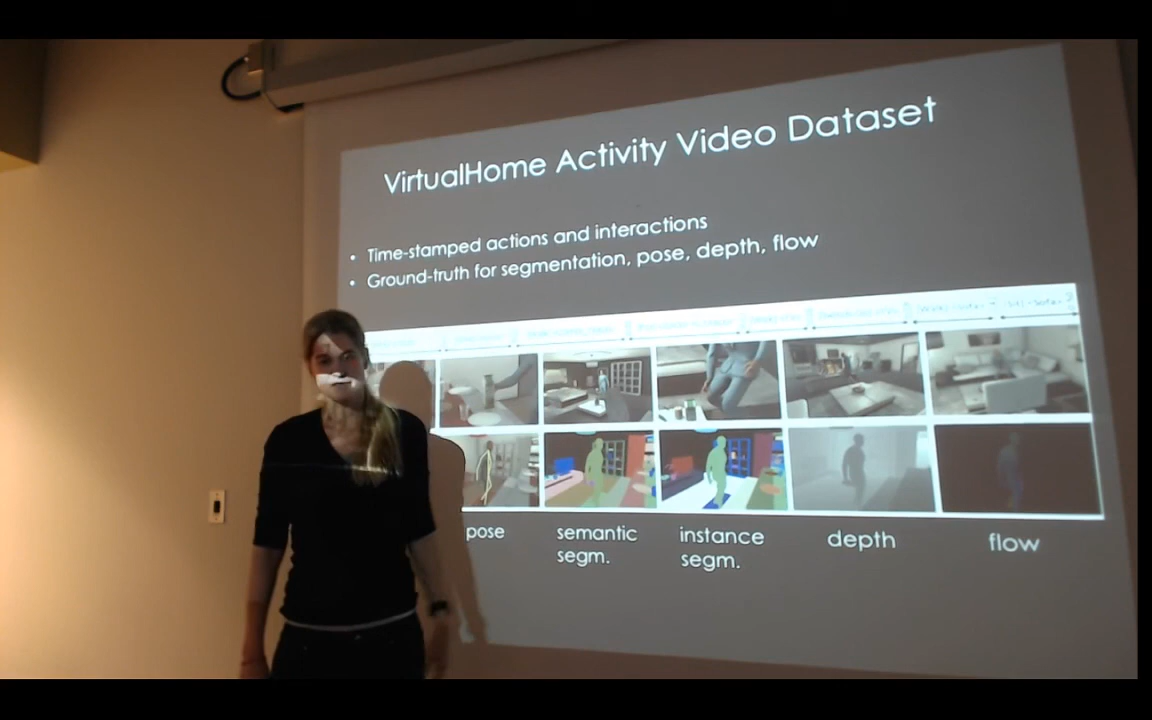 VirtualHome Activity Video Dataset
• Time-stamped actions and interactions
• Ground-truth for segmentation, pose, depth, flow
pose
semantic
segm.
instance
segm.
depth
flow